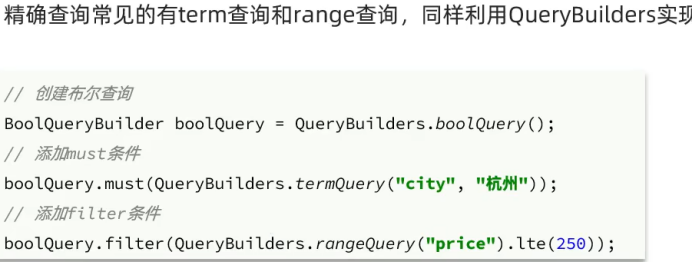 精确查询常见的有term查询和range查询，同样利用QueryBuilders实现
// 创建布尔查询
BoolQueryBuilder boolQuery = QueryBuilders.boolQuery();
// 添加must条件
boolQuery.must(QueryBuilders.termQuery("city", "杭州"));
// 添加filter条件
boolQuery.filter(QueryBuilders.rangeQuery("price").lte(250));